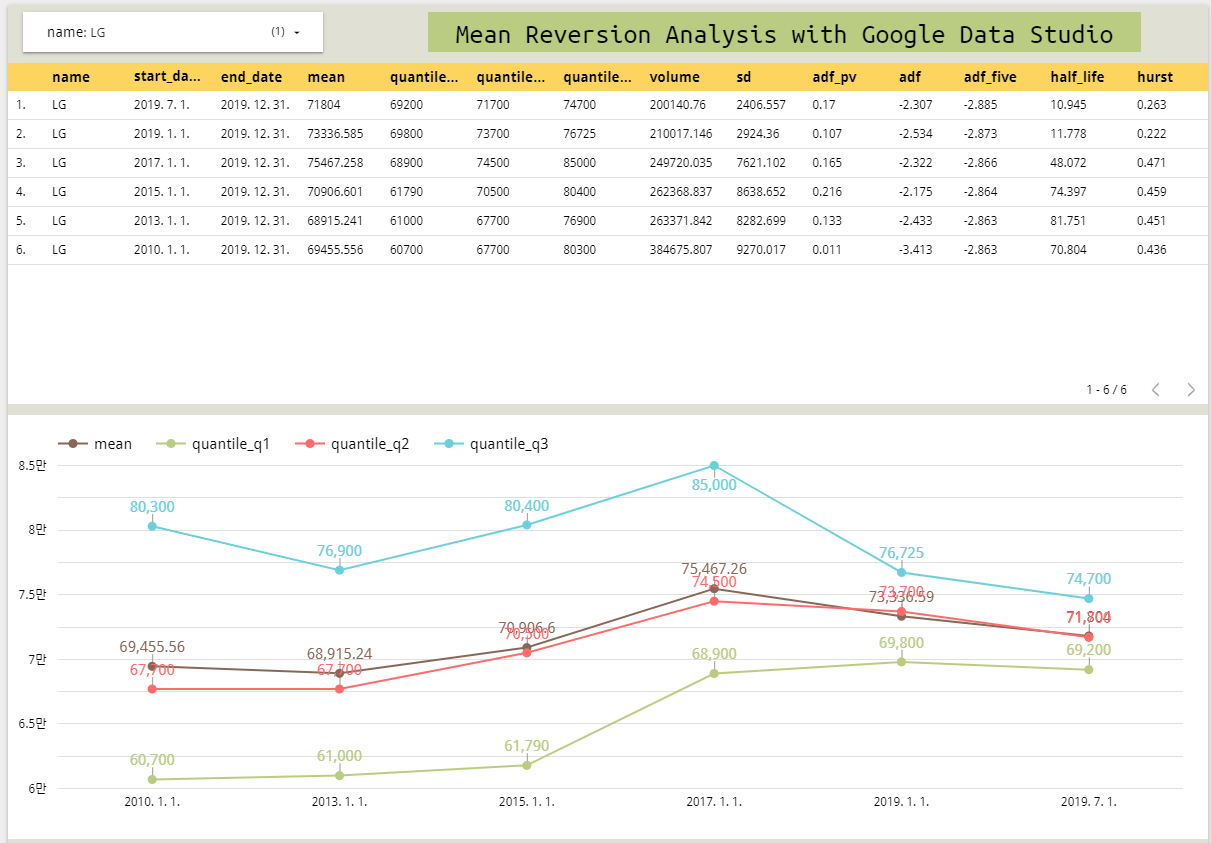 name: LG (1)
Mean Reversion Analysis with Google Data Studio
name start_da... end_date mean quantile... quantile... quantile... volume sd adf_pv adf adf_five half_life hurst
1. LG 2019. 7. 1. 2019. 12. 31. 71804 69200 71700 74700 200140.76 2406.557 0.17 -2.307 -2.885 10.945 0.263
2. LG 2019. 1. 1. 2019. 12. 31. 73336.585 69800 73700 76725 210017.146 2924.36 0.107 -2.534 -2.873 11.778 0.222
3. LG 2017. 1. 1. 2019. 12. 31. 75467.258 68900 74500 85000 249720.035 7621.102 0.165 -2.322 -2.866 48.072 0.471
4. LG 2015. 1. 1. 2019. 12. 31. 70906.601 61790 70500 80400 262368.837 8638.652 0.216 -2.175 -2.864 74.397 0.459
5. LG 2013. 1. 1. 2019. 12. 31. 68915.241 61000 67700 76900 263371.842 8282.699 0.133 -2.433 -2.863 81.751 0.451
6. LG 2010. 1. 1. 2019. 12. 31. 69455.556 60700 67700 80300 384675.807 9270.017 0.011 -3.413 -2.863 70.804 0.436
1 - 6 / 6
mean quantile_q1 quantile_q2 quantile_q3
8.5만
8만
7.5만
7만
6.5만
6만
80,300 76,900 80,400 85,000 76,725 74,700
69,455.56 68,915.24 70,906.6 75,467.26 73,336.59 71,804
67,700 67,700 70,500 74,500 73,700 71,700
60,700 61,000 61,790 68,900 69,800 69,200
2010. 1. 1. 2013. 1. 1. 2015. 1. 1. 2017. 1. 1. 2019. 1. 1. 2019. 7. 1.